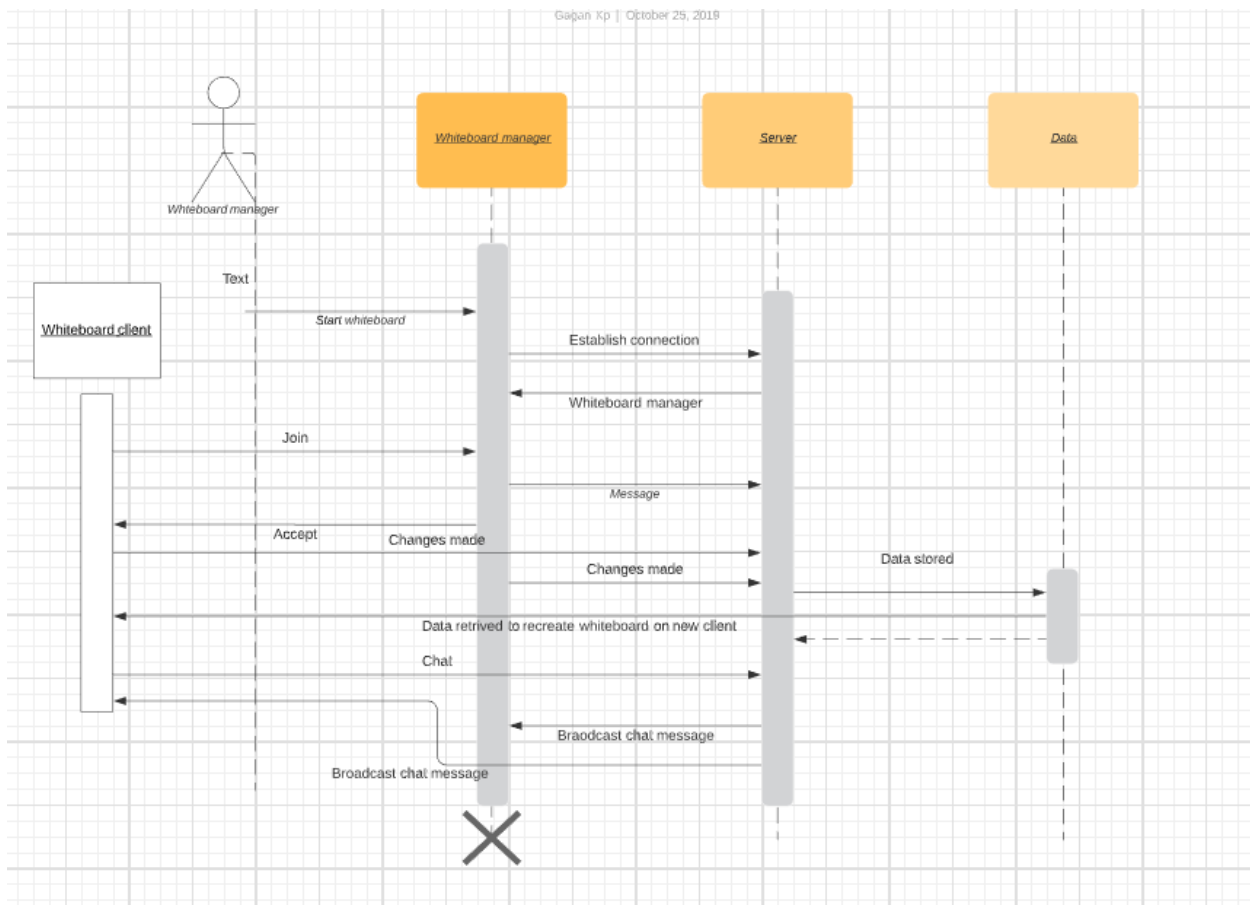 Gagan Kp | October 25, 2019
Whiteboard manager
Server
Data
Whteboard manager
Text
Whiteboard client
Start whiteboard
Establish connection
Whiteboard manager
Join
Message
Accept
Changes made
Changes made
Data stored
Data retrived to recreate whiteboard on new client
Chat
Braodcast chat message
Broadcast chat message